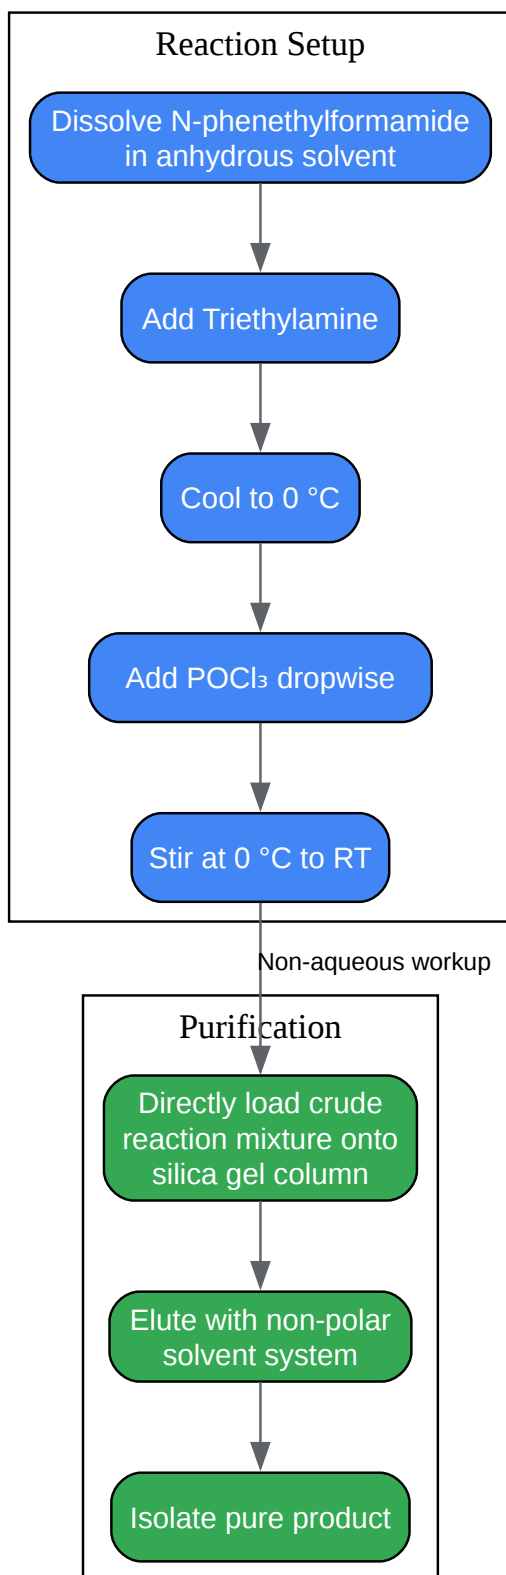 Reaction Setup
Dissolve N-phenethylformamide
in anhydrous solvent
Add Triethylamine
Cool to 0 °C
Add POCl₃ dropwise
Stir at 0 °C to RT
Non-aqueous workup
Purification
Directly load crude
reaction mixture onto
silica gel column
Elute with non-polar
solvent system
Isolate pure product